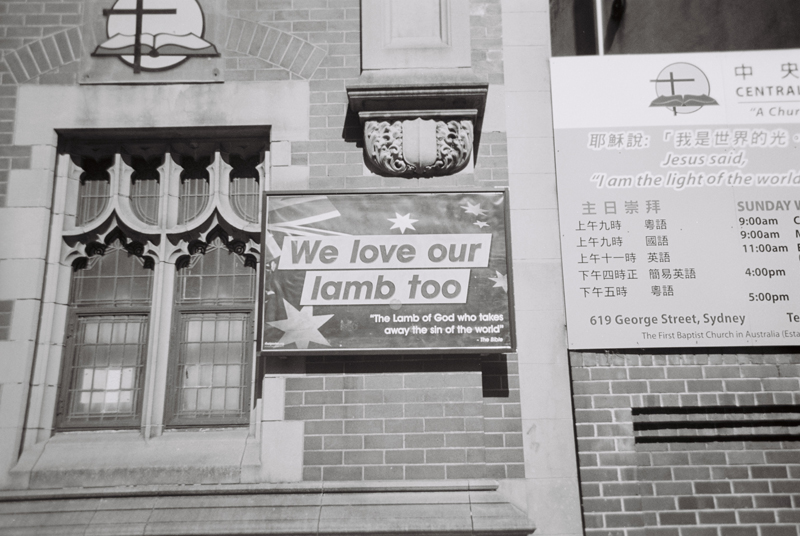 We love our
lamb too
"The Lamb of God who takes
away the sin of the world"
- The Bible
中 央
CENTRAL
"A Chur
耶穌說:「我是世界的光
Jesus said,
"I am the light of the world
主日崇拜
SUNDAY W
上午九時 粵語
9:00am
上午九時 國語
9:00am
上午十一時 英語
11:00am
下午四時正 簡易英語
4:00pm
下午五時 粵語
5:00pm
619 George Street, Sydney
Te
The First Baptist Church in Australia (Esta